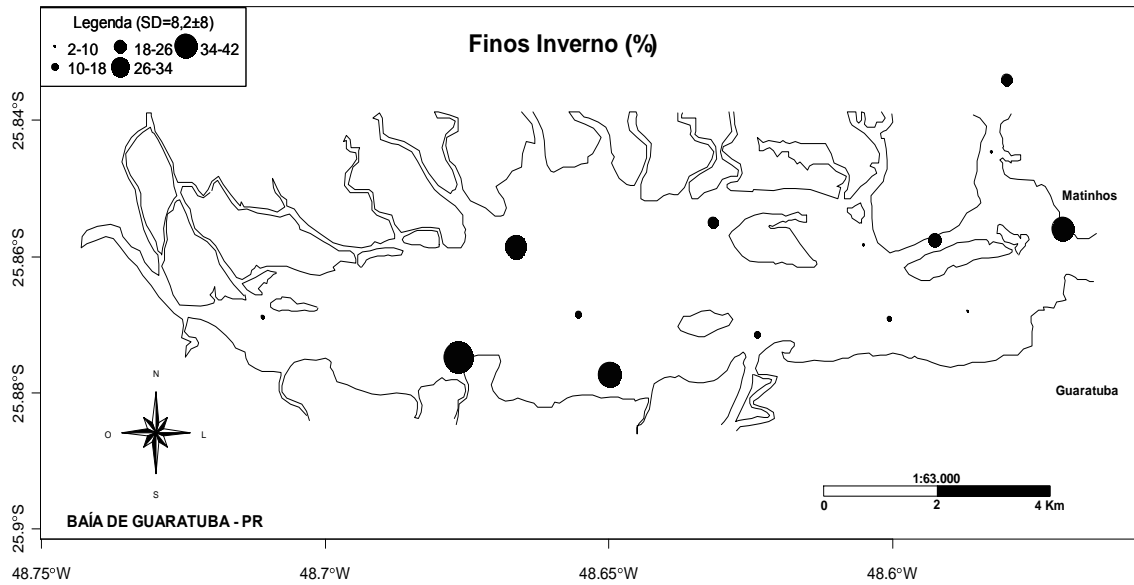 Legenda (SD=8,2±8)
2-10 18-26 34-42
10-18 26-34
Finos Inverno (%)
25.84°S
25.86°S
25.88°S
25.9°S
Matinhos
Guaratuba
N
O L
S
1:63.000
0 2 4 Km
BAÍA DE GUARATUBA - PR
48.75°W 48.7°W 48.65°W 48.6°W